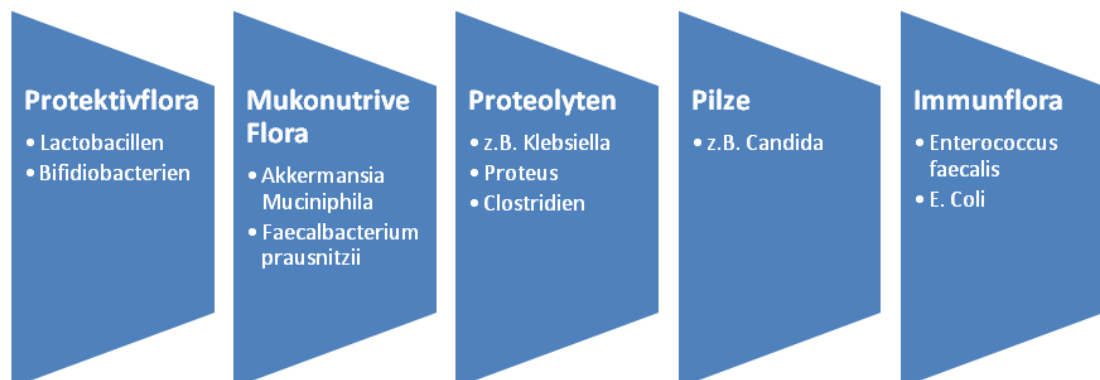 Protektivflora
• Lactobacillen
• Bifidiobacterien
Mukonutrive
Flora
• Akkermansia
Muciniphila
• Faecalbacterium
prausnitzii
Proteolyten
• z.B. Klebsiella
• Proteus
• Clostridien
Pilze
• z.B. Candida
Immunflora
• Enterococcus
faecalis
• E. Coli